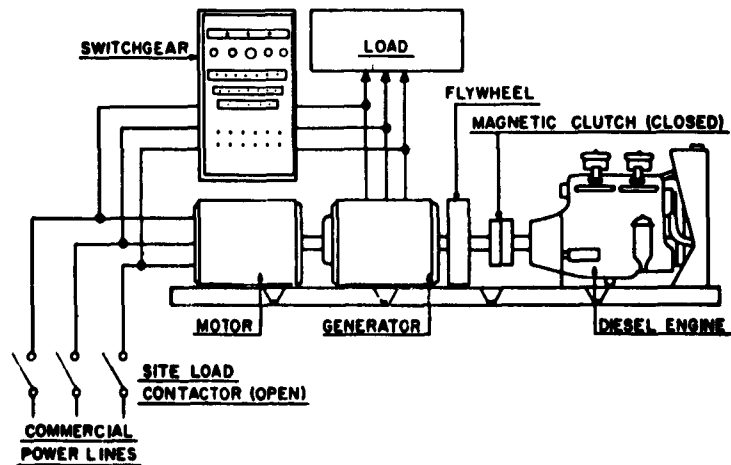 SWITCHGEAR
LOAD
FLYWHEEL
MAGNETIC CLUTCH (CLOSED)
MOTOR
GENERATOR
DIESEL ENGINE
SITE LOAD
CONTACTOR (OPEN)
COMMERCIAL
POWER LINES